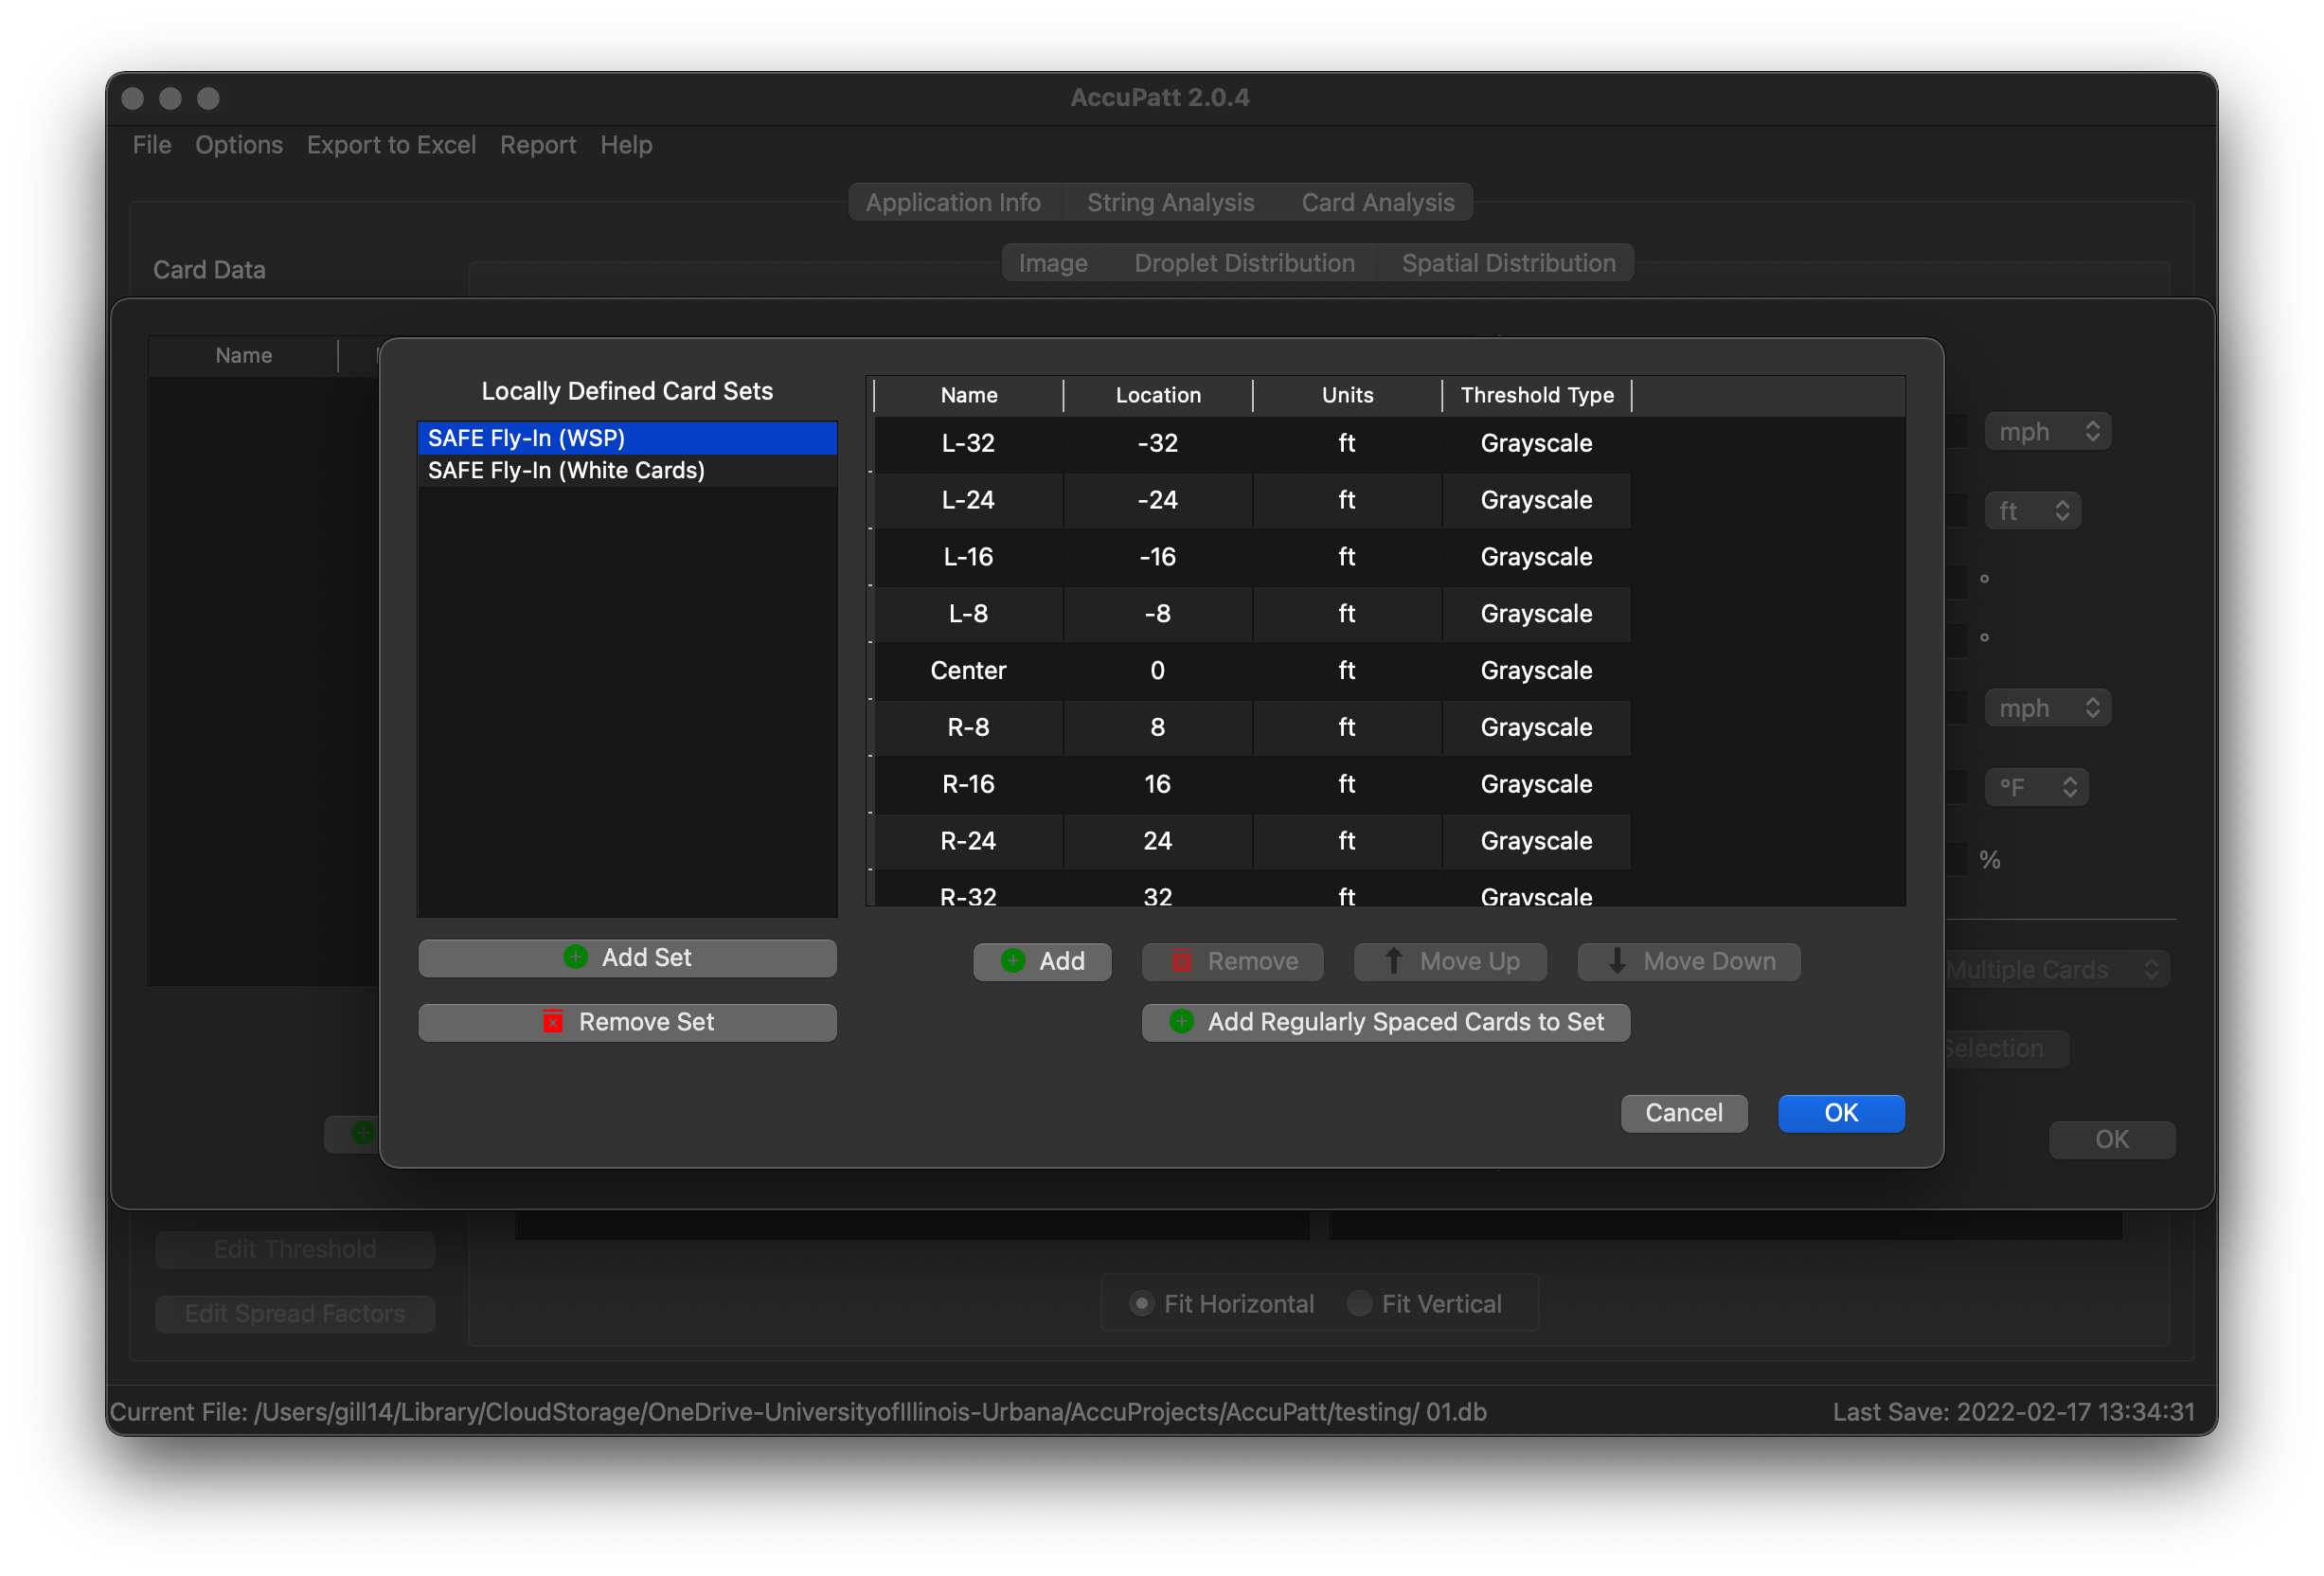 AccuPatt 2.0.4
File Options Export to Excel Report Help
Application Info String Analysis Card Analysis
Card Data
Image Droplet Distribution Spatial Distribution
Name
Locally Defined Card Sets
SAFE Fly-In (WSP)
SAFE Fly-In (White Cards)
Add Set
Remove Set
Name Location Units Threshold Type
L-32 -32 ft Grayscale
L-24 -24 ft Grayscale
L-16 -16 ft Grayscale
L-8 -8 ft Grayscale
Center 0 ft Grayscale
R-8 8 ft Grayscale
R-16 16 ft Grayscale
R-24 24 ft Grayscale
R-32 32 ft Grayscale
Add Remove Move Up Move Down
Add Regularly Spaced Cards to Set
Cancel OK
mph
ft
°
°
mph
°F
%
Multiple Cards
Selection
OK
Edit Threshold
Edit Spread Factors
Fit Horizontal Fit Vertical
Current File: /Users/gill14/Library/CloudStorage/OneDrive-UniversityofIllinois-Urbana/AccuProjects/AccuPatt/testing/ 01.db
Last Save: 2022-02-17 13:34:31